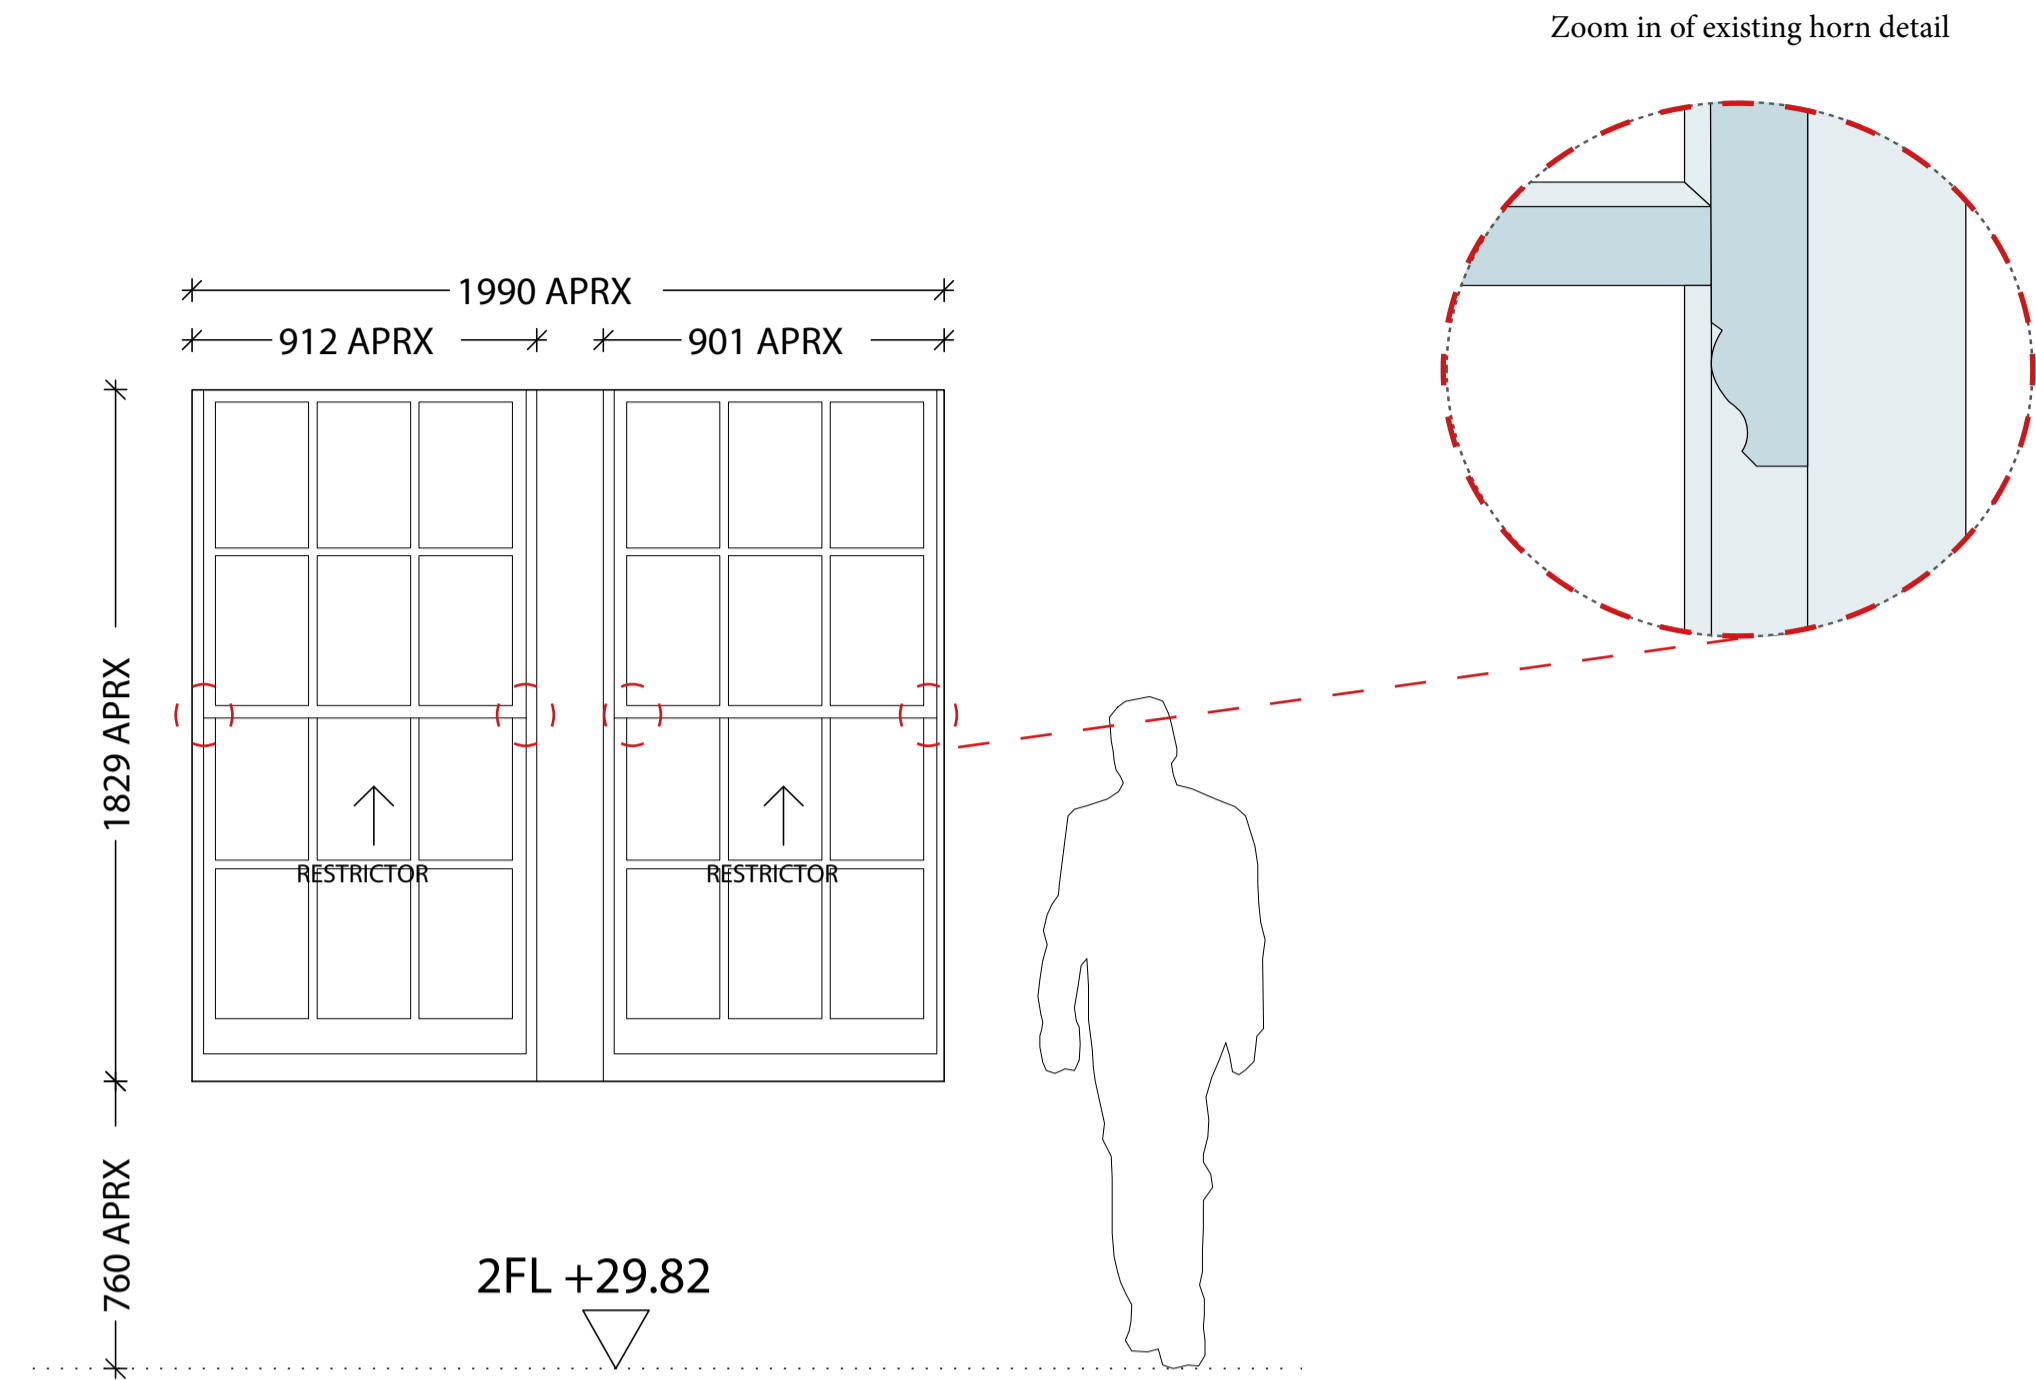 Zoom in of existing horn detail
1990 APRX
912 APRX
901 APRX
1829 APRX
RESTRICTOR
RESTRICTOR
760 APRX
2FL +29.82